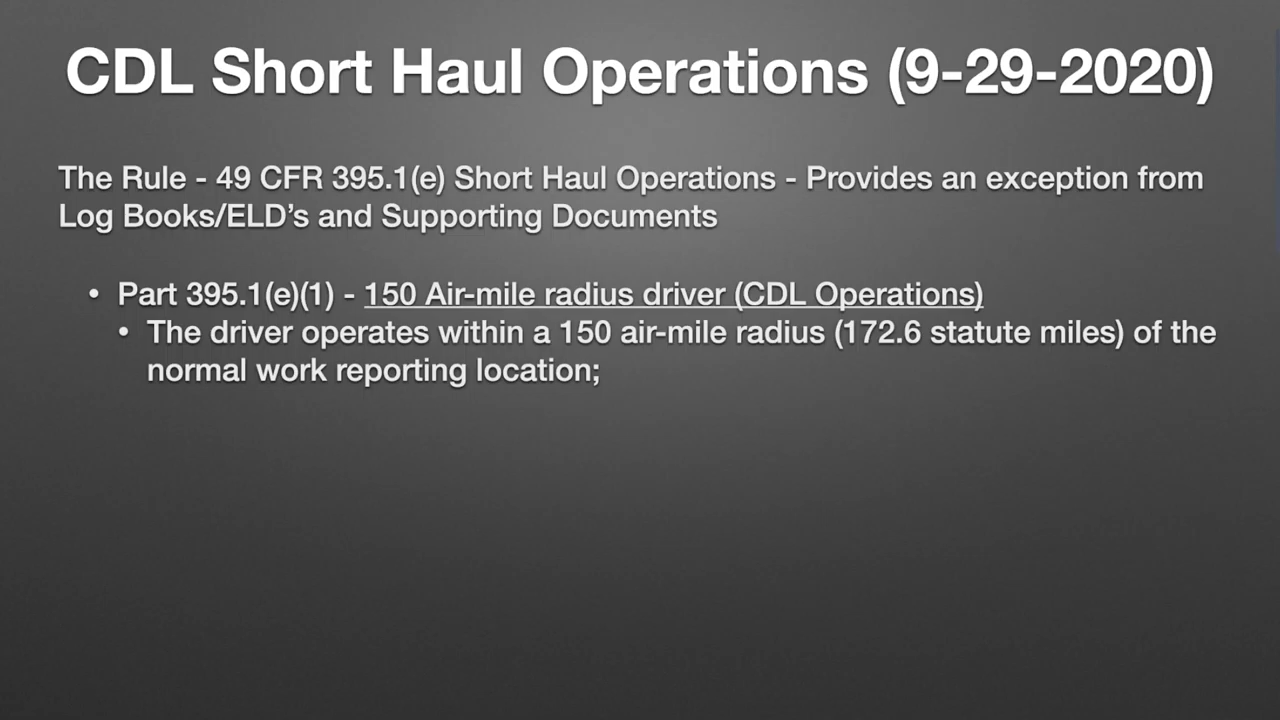 CDL Short Haul Operations (9-29-2020)
The Rule - 49 CFR 395.1(e) Short Haul Operations - Provides an exception from
Log Books/ELD’s and Supporting Documents
• Part 395.1(e)(1) - 150 Air-mile radius driver (CDL Operations)
• The driver operates within a 150 air-mile radius (172.6 statute miles) of the
normal work reporting location;